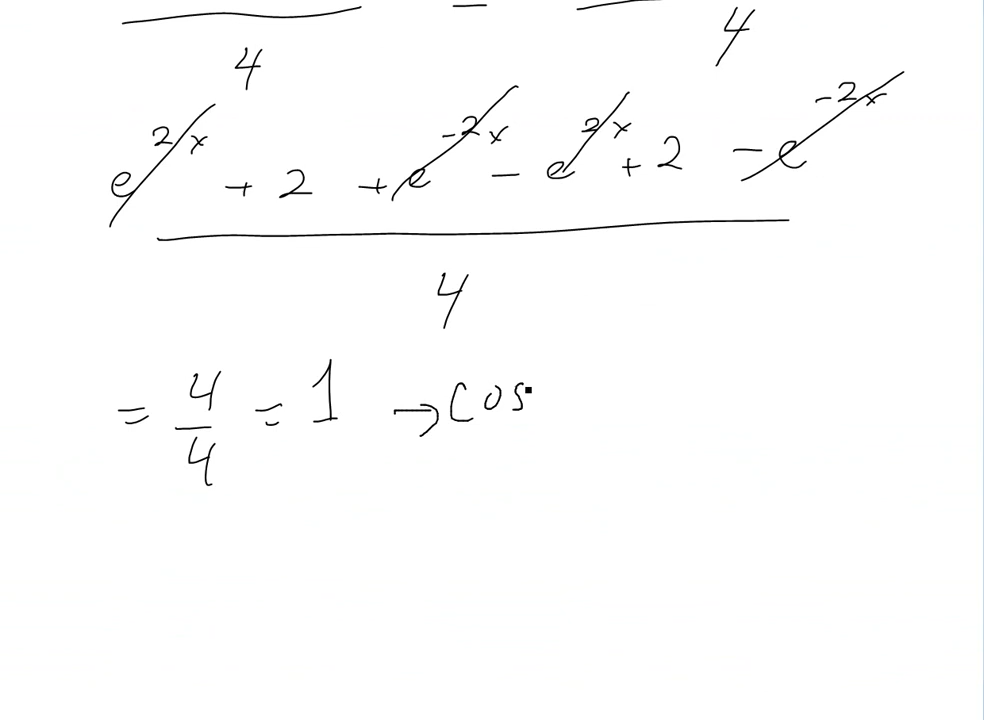 4 - 4
e^2x + 2 + e^-2x - e^2x + 2 - e^-2x
4
= 4/4 = 1 → cos